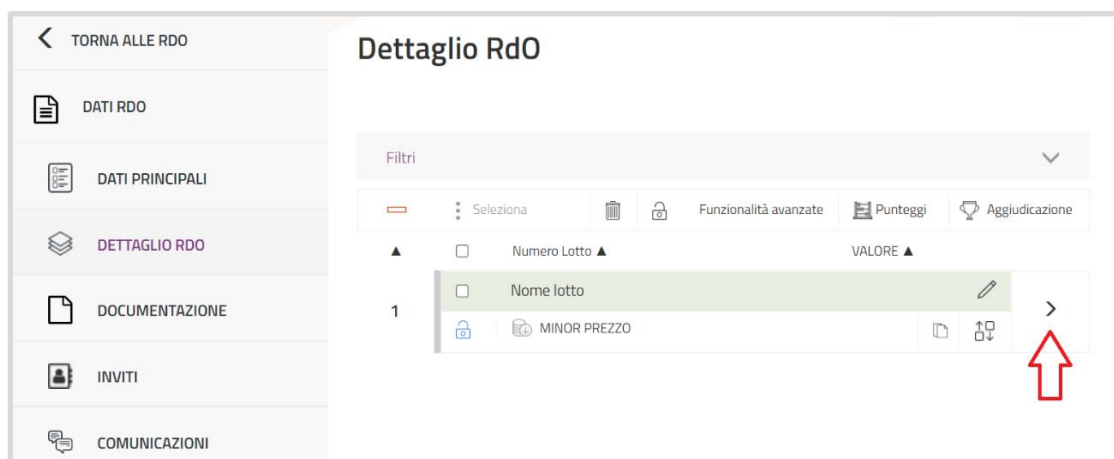 TORNA ALLE RDO
DATI RDO
DATI PRINCIPALI
DETTAGLIO RDO
DOCUMENTAZIONE
INVITI
COMUNICAZIONI
Dettaglio RdO
Filtri
Seleziona Funzionalità avanzate Punteggi Aggiudicazione
▲ Numero Lotto ▲ VALORE ▲
1
Nome lotto
MINOR PREZZO